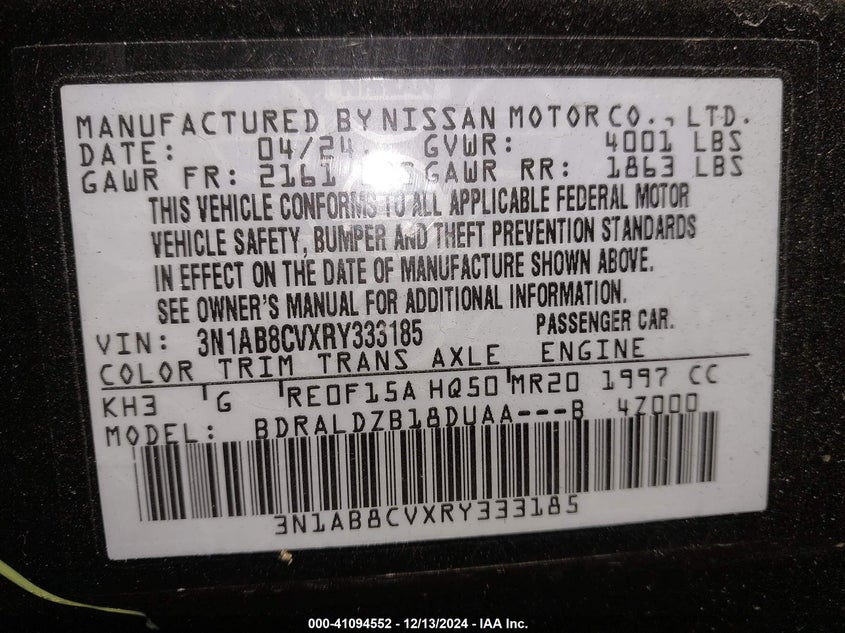 MANUFACTURED BY NISSAN MOTOR CO., LTD.
DATE: 04/24 GVWR: 4001 LBS
GAWR FR: 2161 GAWR RR: 1863 LBS
THIS VEHICLE CONFORMS TO ALL APPLICABLE FEDERAL MOTOR
VEHICLE SAFETY, BUMPER AND THEFT PREVENTION STANDARDS
IN EFFECT ON THE DATE OF MANUFACTURE SHOWN ABOVE.
SEE OWNER'S MANUAL FOR ADDITIONAL INFORMATION.
VIN: 3N1AB8CVXRY333185 PASSENGER CAR.
COLOR TRIM TRANS AXLE ENGINE
KH3 G RE0F15A HQ50 MR20 1997 CC
MODEL: BDRALDZB18DUAA---B 4Z000
3N1AB8CVXRY333185
000-41094552 - 12/13/2024 - IAA Inc.